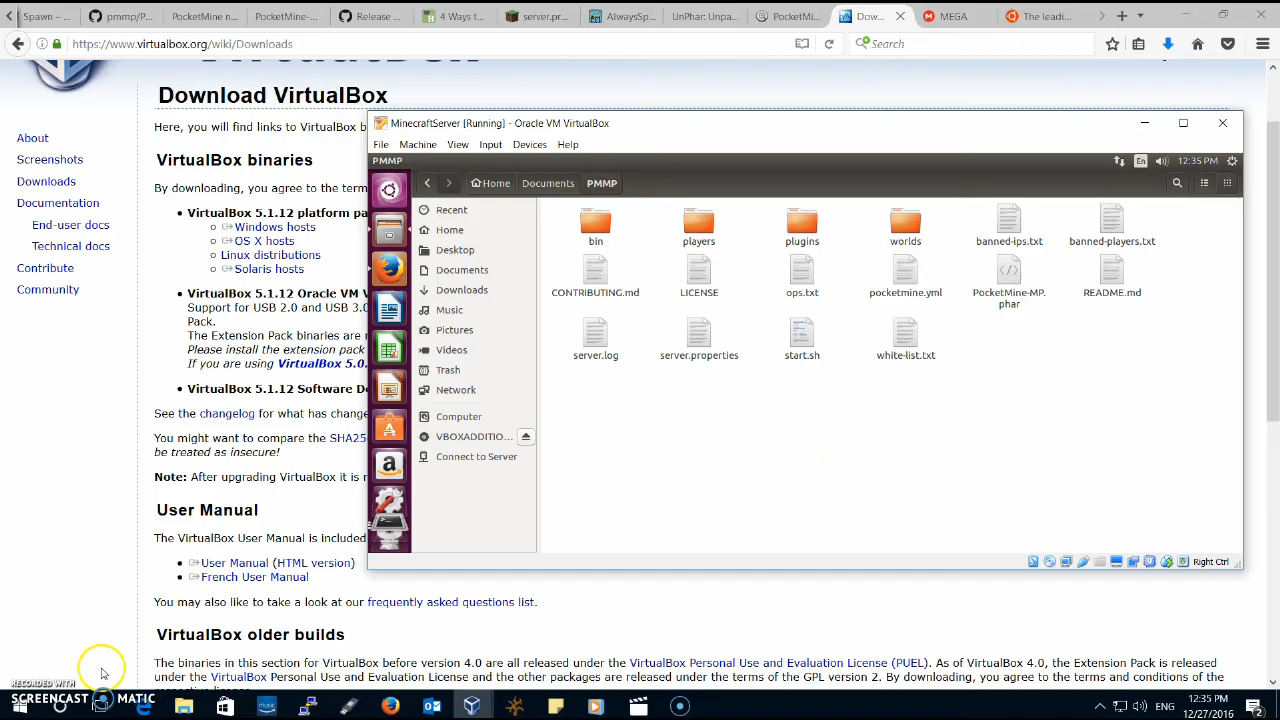 Spawn –
pmmp/P
PocketMine n
PocketMine-
Release
4 Ways t
server.pr
AlwaysSp
UnPhar: Unpa
PocketMi
Dow
MEGA
The leadi
https://www.virtualbox.org/wiki/Downloads
Search
Download VirtualBox
Here, you will find links to VirtualBox b
About
Screenshots
Downloads
Documentation
End-user docs
Technical docs
Contribute
Community
VirtualBox binaries
By downloading, you agree to the term
VirtualBox 5.1.12 platform pa
Windows hosts
OS X hosts
Linux distributions
Solaris hosts
VirtualBox 5.1.12 Oracle VM V
Support for USB 2.0 and USB 3.0
Pack.
The Extension Pack binaries are r
Please install the extension pack
If you are using VirtualBox 5.0.
VirtualBox 5.1.12 Software De
See the changelog for what has change
You might want to compare the SHA25
be treated as insecure!
Note: After upgrading VirtualBox it is r
User Manual
The VirtualBox User Manual is included
User Manual (HTML version)
French User Manual
You may also like to take a look at our frequently asked questions list.
VirtualBox older builds
The binaries in this section for VirtualBox before version 4.0 are all released under the VirtualBox Personal Use and Evaluation License (PUEL). As of VirtualBox 4.0, the Extension Pack is released
under the VirtualBox Personal Use and Evaluation License and the other packages are released under the terms of the GPL version 2. By downloading, you agree to the terms and conditions of the
MinecraftServer [Running] - Oracle VM VirtualBox
File Machine View Input Devices Help
PMMP
En
12:35 PM
Home Documents PMMP
Recent
Home
Desktop
Documents
Downloads
Music
Pictures
Videos
Trash
Network
Computer
VBOXADDITIO...
Connect to Server
bin
players
plugins
worlds
banned-ips.txt
banned-players.txt
CONTRIBUTING.md
LICENSE
ops.txt
pocketmine.yml
PocketMine-MP.
phar
README.md
server.log
server.properties
start.sh
white-list.txt
Right Ctrl
RECORDED WITH
SCREENCAST MATIC
music
ENG
12:35 PM
12/27/2016
2